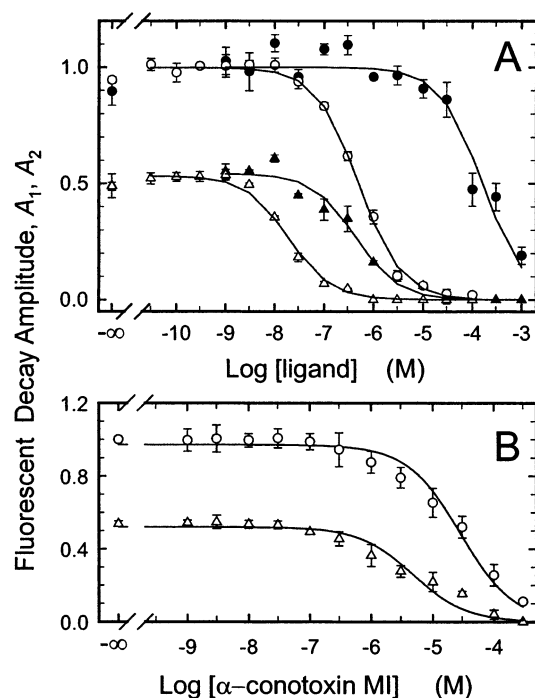 A
1.0
0.5
0.0
-∞ -10 -9 -8 -7 -6 -5 -4 -3
Log [ligand] (M)
Fluorescent Decay Amplitude, A₁, A₂
B
1.2
0.8
0.4
0.0
-∞ -9 -8 -7 -6 -5 -4
Log [α-conotoxin MI] (M)